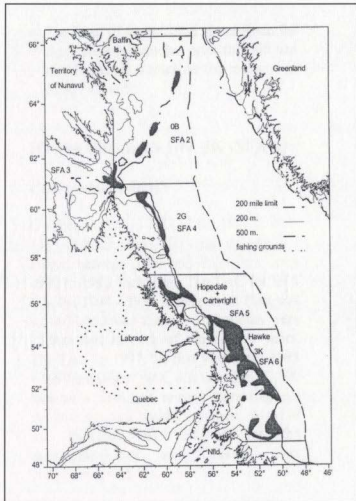 66°
Baffin
Is.
Greenland
Territory
of Nunavut
64°
0B
SFA 2
62°
SFA 3
200 mile limit
200 m.
500 m.
fishing grounds
60°
2G
SFA 4
58°
Hopedale
+
Cartwright
56°
SFA 5
Labrador
Hawke
+
3K
SFA 6
54°
52°
Quebec
50°
Nfld.
48°
70° 68° 66° 64° 62° 60° 58° 56° 54° 52° 50° 48° 46°